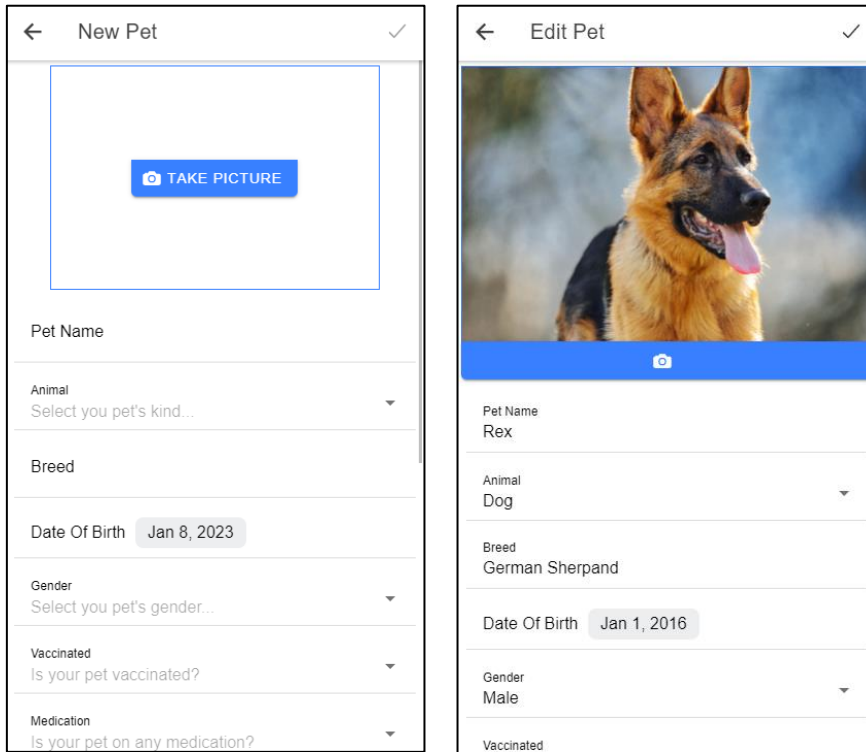 New Pet
TAKE PICTURE
Pet Name
Animal
Select you pet's kind...
Breed
Date Of Birth Jan 8, 2023
Gender
Select you pet's gender...
Vaccinated
Is your pet vaccinated?
Medication
Is your pet on any medication?
Edit Pet
Pet Name
Rex
Animal
Dog
Breed
German Sherpand
Date Of Birth Jan 1, 2016
Gender
Male
Vaccinated